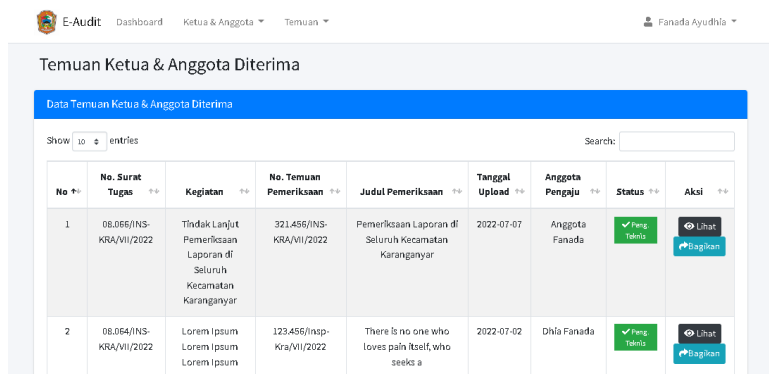 E-Audit Dashboard Ketua & Anggota Temuan Fanada Ayudhia
Temuan Ketua & Anggota Diterima
Data Temuan Ketua & Anggota Diterima
Show 10 entries Search:
No No. Surat Tugas Kegiatan No. Temuan Pemeriksaan Judul Pemeriksaan Tanggal Upload Anggota Pengaju Status Aksi
1 08.066/INS- Tindak Lanjut 321.456/INS- Pemeriksaan Laporan di 2022-07-07 Anggota Peng. Lihat
KRA/VII/2022 Pemeriksaan KRA/VII/2022 Seluruh Kecamatan Fanada Teknis Bagikan
Laporan di Karanganyar
Seluruh
Kecamatan
Karanganyar
2 08.064/INS- Lorem Ipsum 123.456/Insp- There is no one who 2022-07-02 Dhia Fanada Peng. Lihat
KRA/VII/2022 Lorem Ipsum Kra/VII/2022 loves pain itself, who Teknis Bagikan
Lorem Ipsum seeks a